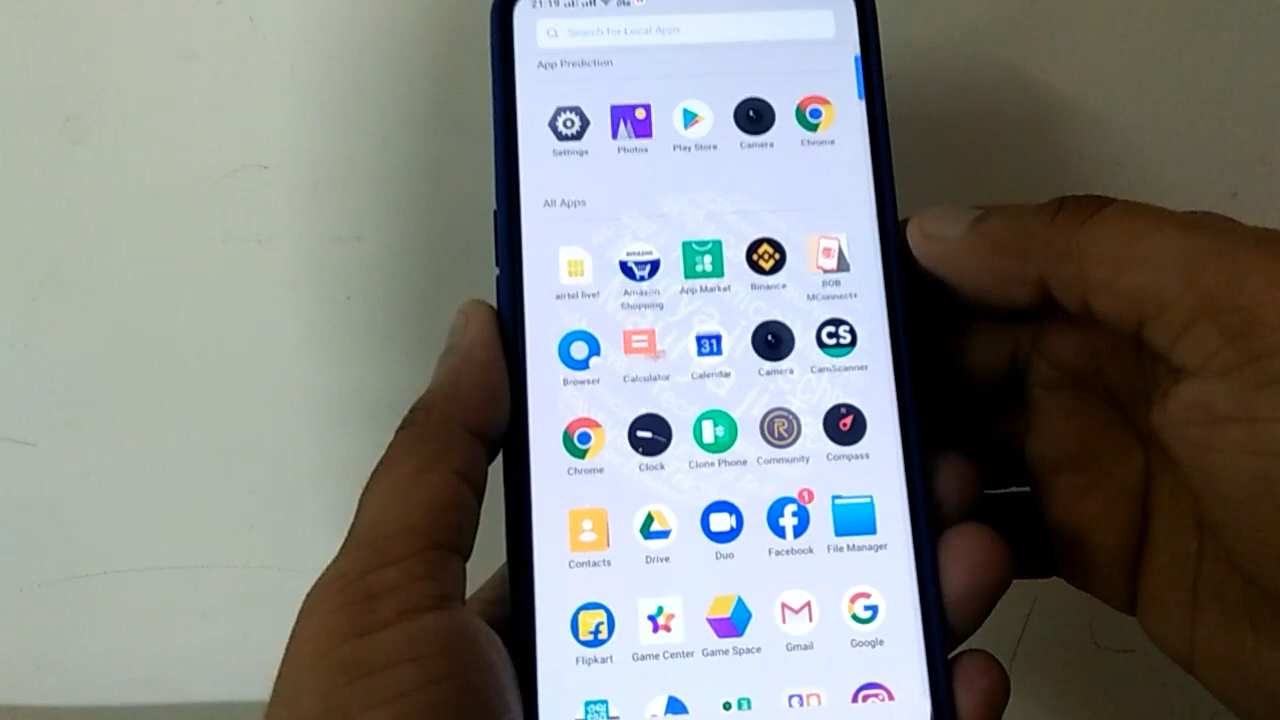 21:19
Search for Local Apps
App Prediction
Settings Photos Play Store Camera Chrome
All Apps
airtel live! Amazon Shopping App Market Binance BOB MConnect+
Browser Calculator Calendar Camera CamScanner
31
CS
Chrome Clock Clone Phone Community Compass
1
Contacts Drive Duo Facebook File Manager
Flipkart Game Center Game Space Gmail Google